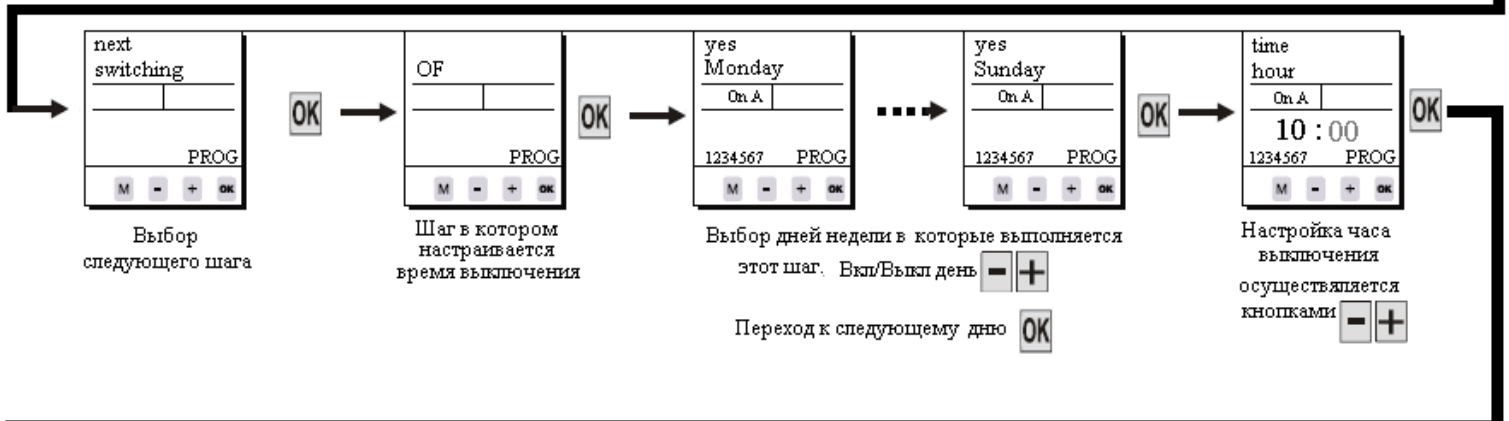 next
switching
PROG
M - + OK
Выбор
следующего шага
OK
OF
PROG
M - + OK
Шаг в котором
настраивается
время выключения
OK
yes
Monday
On A
1234567 PROG
M - + OK
yes
Sunday
On A
1234567 PROG
M - + OK
Выбор дней недели в которые выполняется
этот шаг. Вкл/Выкл день - +
Переход к следующему дню OK
OK
time
hour
On A
10 : 00
1234567 PROG
M - + OK
Настройка часа
выключения
осуществляется
кнопками - +
OK